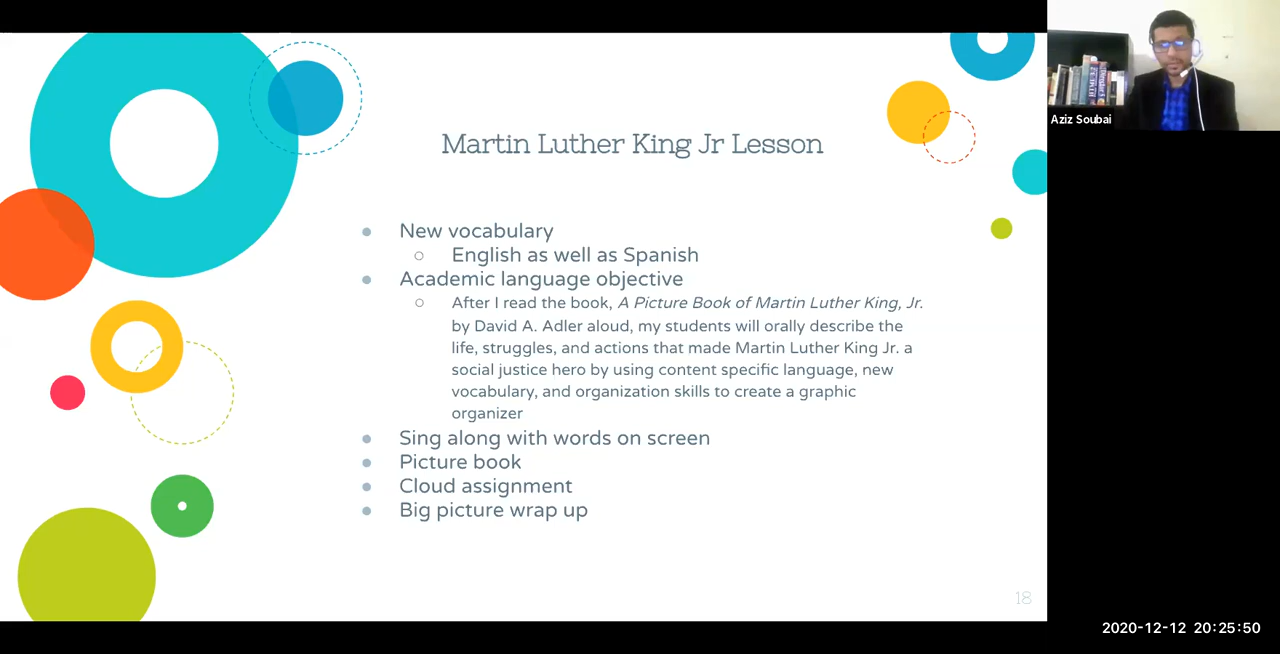 Martin Luther King Jr Lesson
New vocabulary
English as well as Spanish
Academic language objective
After I read the book, A Picture Book of Martin Luther King, Jr.
by David A. Adler aloud, my students will orally describe the
life, struggles, and actions that made Martin Luther King Jr. a
social justice hero by using content specific language, new
vocabulary, and organization skills to create a graphic
organizer
Sing along with words on screen
Picture book
Cloud assignment
Big picture wrap up
18
Aziz Soubai
2020-12-12 20:25:50